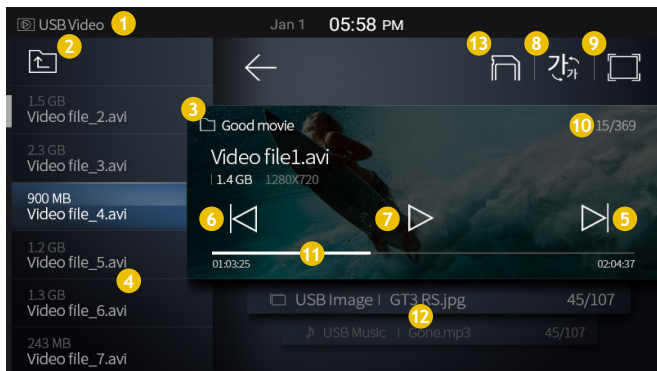 USB Video 1
Jan 1 05:58 PM
2
13 8 9
가가
1.5 GB
Video file_2.avi
2.3 GB
Video file_3.avi
900 MB
Video file_4.avi
1.2 GB
Video file_5.avi
4
1.3 GB
Video file_6.avi
243 MB
Video file_7.avi
3
Good movie
10 15/369
Video file1.avi
1.4 GB 1280X720
6 7 5
11
01:03:25 02:04:37
USB Image | GT3 RS.jpg 45/107
12
USB Music | Gone.mp3 45/107